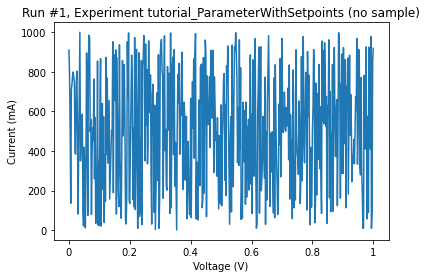 Run #1, Experiment tutorial_ParameterWithSetpoints (no sample)
1000
800
600
400
200
0
Current (mA)
0 0.2 0.4 0.6 0.8 1
Voltage (V)